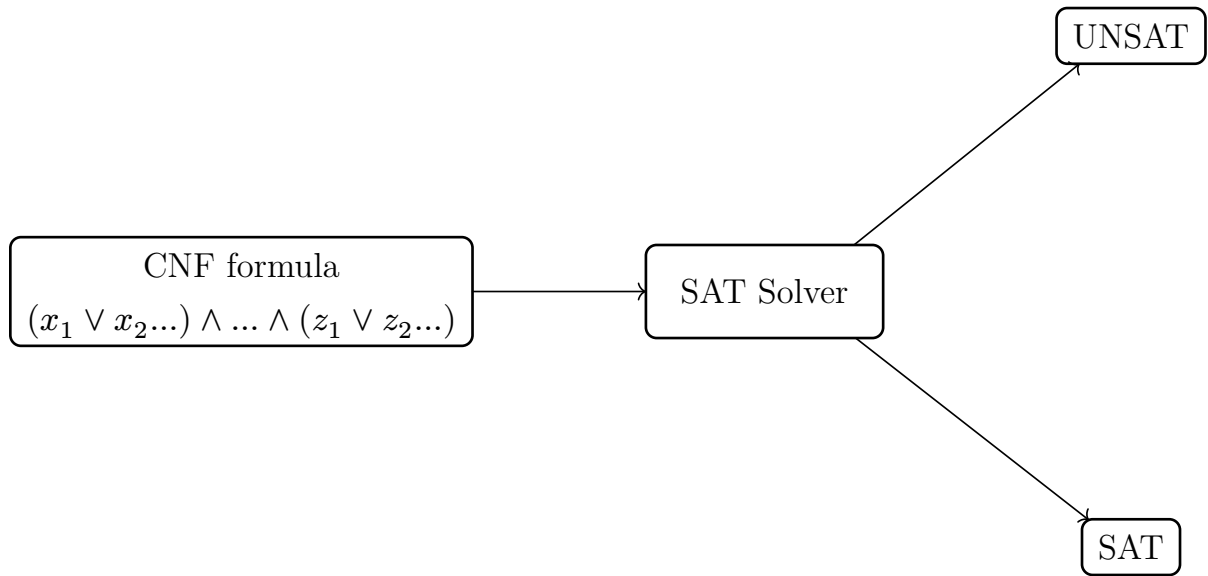 UNSAT
CNF formula
(x₁ ∨ x₂...) ∧ ... ∧ (z₁ ∨ z₂...)
SAT Solver
SAT